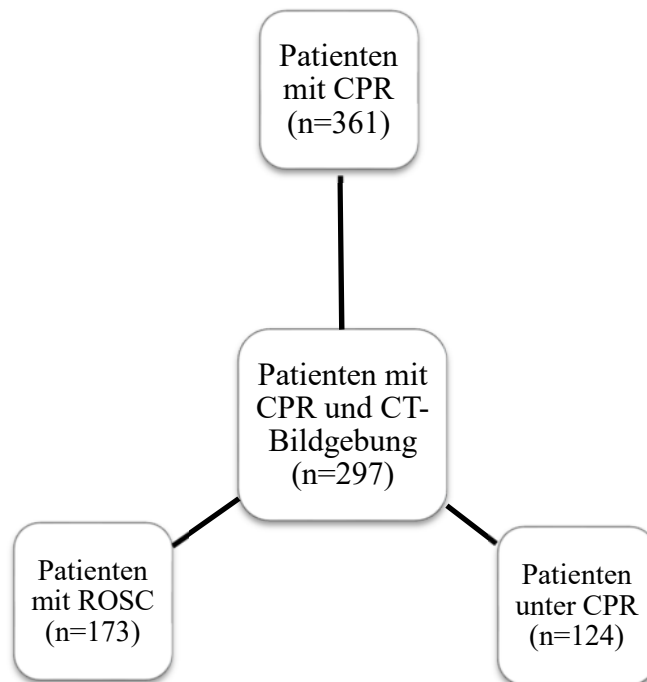 Patienten
mit CPR
(n=361)
Patienten mit
CPR und CT-
Bildgebung
(n=297)
Patienten
mit ROSC
(n=173)
Patienten
unter CPR
(n=124)